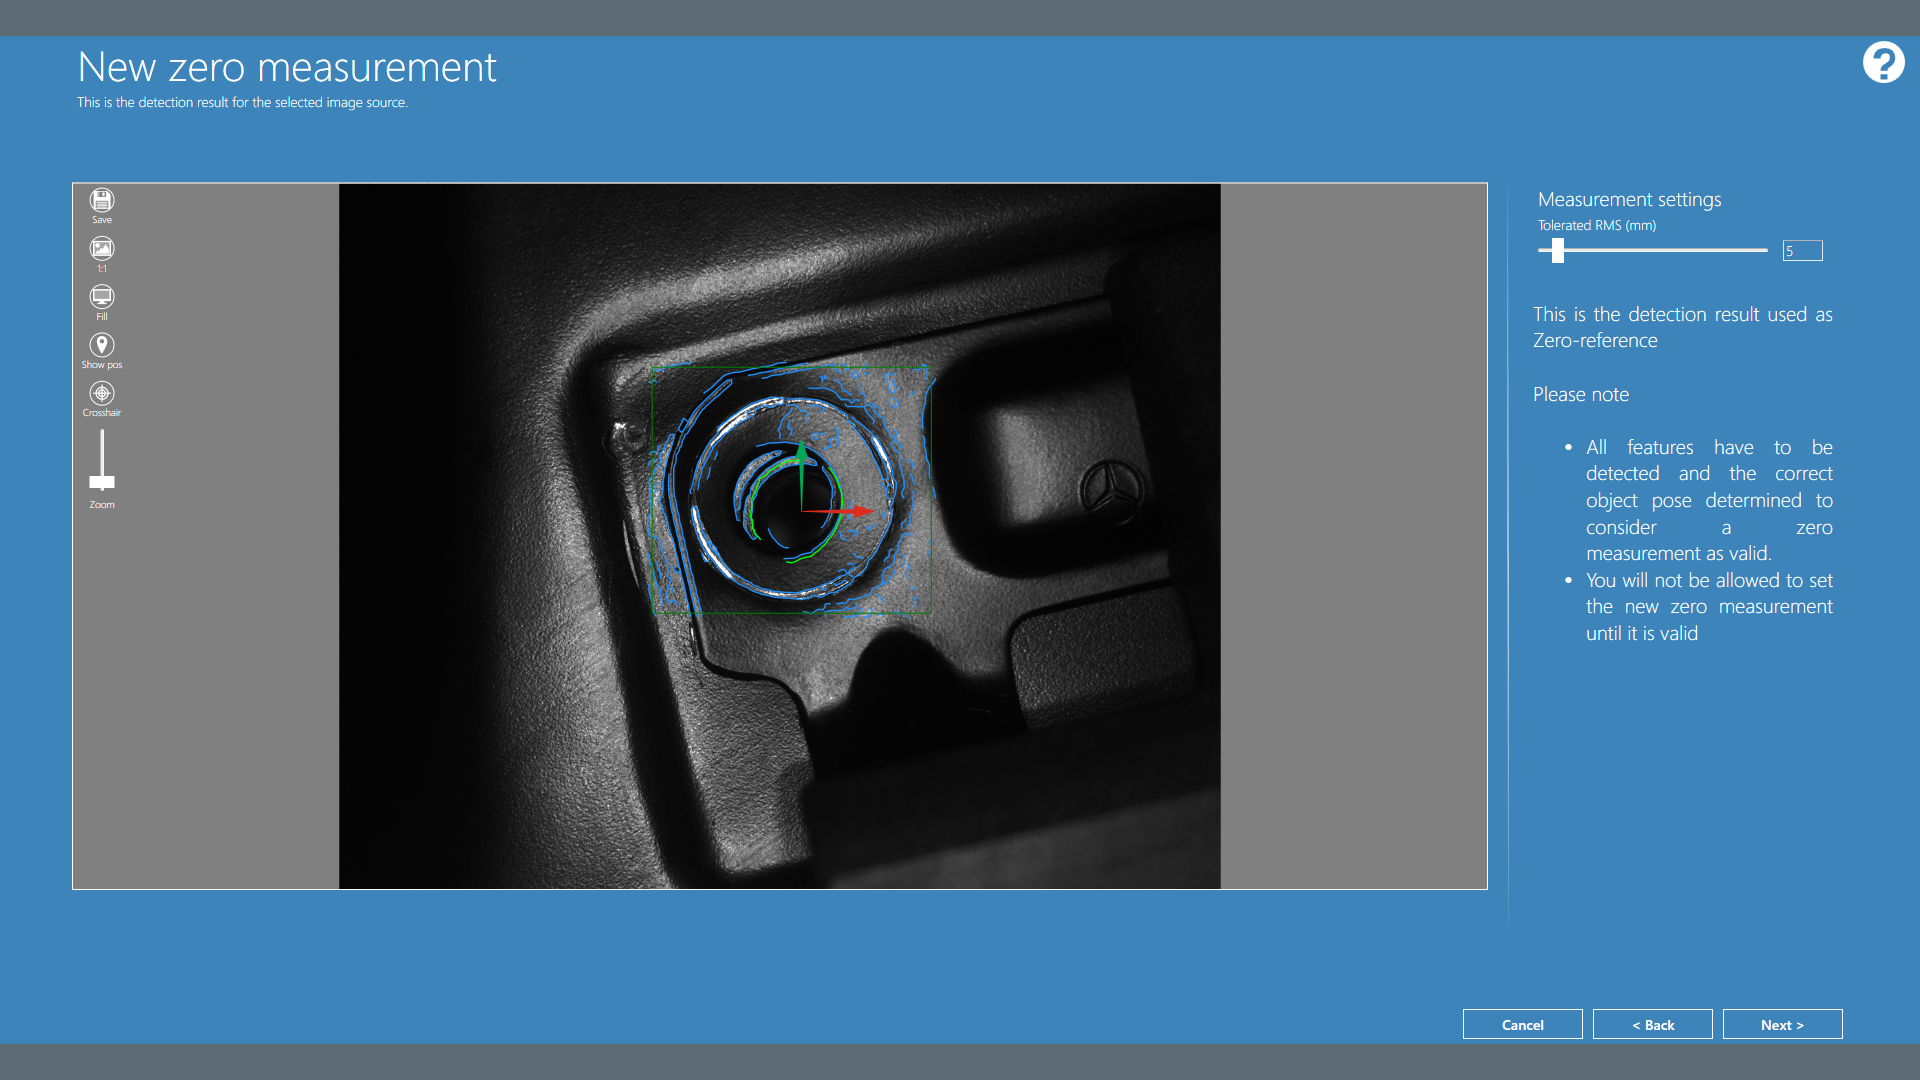 New zero measurement
This is the detection result for the selected image source.
Save
1:1
Fill
Show pos
Crosshair
Zoom
Measurement settings
Tolerated RMS (mm)
5
This is the detection result used as
Zero-reference
Please note
• All features have to be
detected and the correct
object pose determined to
consider a zero
measurement as valid.
• You will not be allowed to set
the new zero measurement
until it is valid
Cancel
< Back
Next >